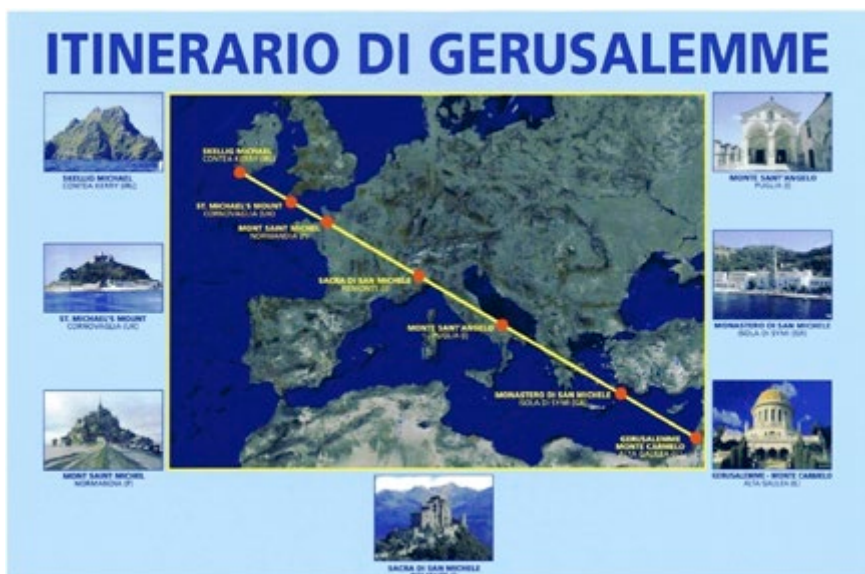 ITINERARIO DI GERUSALEMME
SKELLIG MICHAEL
CONTEA KERRY (IRL)
ST. MICHAEL'S MOUNT
CORNOVAGLIA (UK)
MONT SAINT MICHEL
NORMANDIA (F)
SKELLIG MICHAEL
CONTEA KERRY (IRL)
ST. MICHAEL'S MOUNT
CORNOVAGLIA (UK)
MONT SAINT MICHEL
NORMANDIA (F)
SACRA DI SAN MICHELE
PIEMONTE (I)
MONTE SANT'ANGELO
PUGLIA (I)
MONASTERO DI SAN MICHELE
ISOLA DI SYMI (GR)
GERUSALEMME
MONTE CARMELO
ALTA GALILEA (IL)
MONTE SANT'ANGELO
PUGLIA (I)
MONASTERO DI SAN MICHELE
ISOLA DI SYMI (GR)
GERUSALEMME - MONTE CARMELO
ALTA GALILEA (IL)
SACRA DI SAN MICHELE